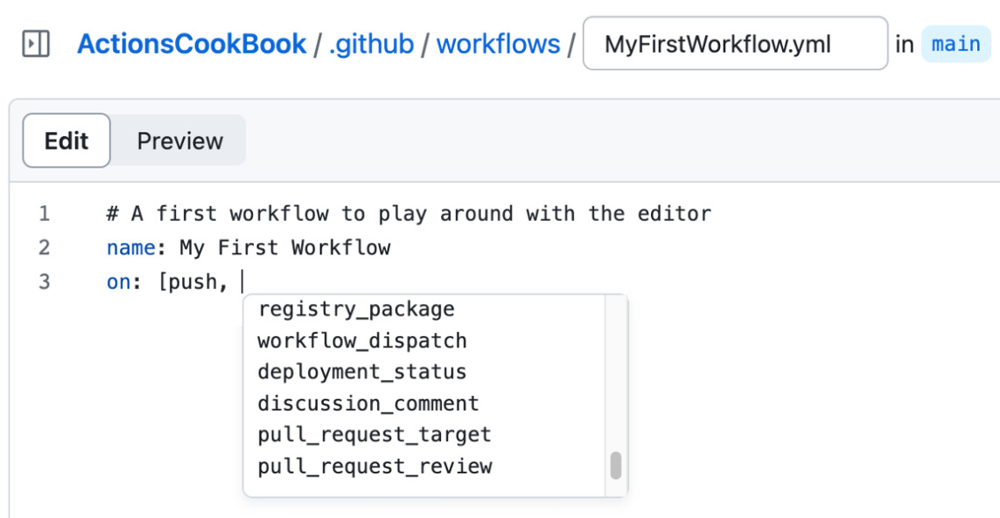 ActionsCookBook / .github / workflows / MyFirstWorkflow.yml in main
Edit Preview
1 # A first workflow to play around with the editor
2 name: My First Workflow
3 on: [push,
registry_package
workflow_dispatch
deployment_status
discussion_comment
pull_request_target
pull_request_review